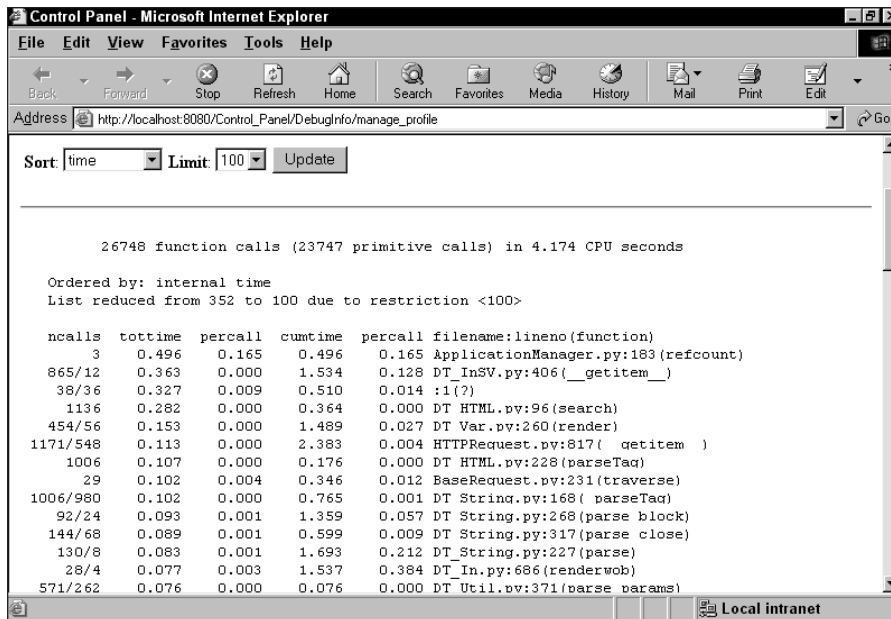 Control Panel - Microsoft Internet Explorer
File Edit View Favorites Tools Help
Back Forward Stop Refresh Home Search Favorites Media History Mail Print Edit
Address http://localhost:8080/Control_Panel/DebugInfo/manage_profile Go
Sort: time Limit: 100 Update
26748 function calls (23747 primitive calls) in 4.174 CPU seconds
Ordered by: internal time
List reduced from 352 to 100 due to restriction <100>
ncalls tottime percall cumtime percall filename:lineno(function)
3 0.496 0.165 0.496 0.165 ApplicationManager.py:183(refcount)
865/12 0.363 0.000 1.534 0.128 DT_InSV.py:406(__getitem__)
38/36 0.327 0.009 0.510 0.014 :1(?)
1136 0.282 0.000 0.364 0.000 DT_HTML.py:96(search)
454/56 0.153 0.000 1.489 0.027 DT_Var.py:260(render)
1171/548 0.113 0.000 2.383 0.004 HTTPRequest.py:817(__getitem__)
1006 0.107 0.000 0.176 0.000 DT_HTML.py:228(parseTag)
29 0.102 0.004 0.346 0.012 BaseRequest.py:231(traverse)
1006/980 0.102 0.000 0.765 0.001 DT_String.py:168(_parseTag)
92/24 0.093 0.001 1.359 0.057 DT_String.py:268(parse_block)
144/68 0.089 0.001 0.599 0.009 DT_String.py:317(parse_close)
130/8 0.083 0.001 1.693 0.212 DT_String.py:227(parse)
28/4 0.077 0.003 1.537 0.384 DT_In.py:686(renderwob)
571/262 0.076 0.000 0.076 0.000 DT_Util.py:371(parse_params)
Local intranet